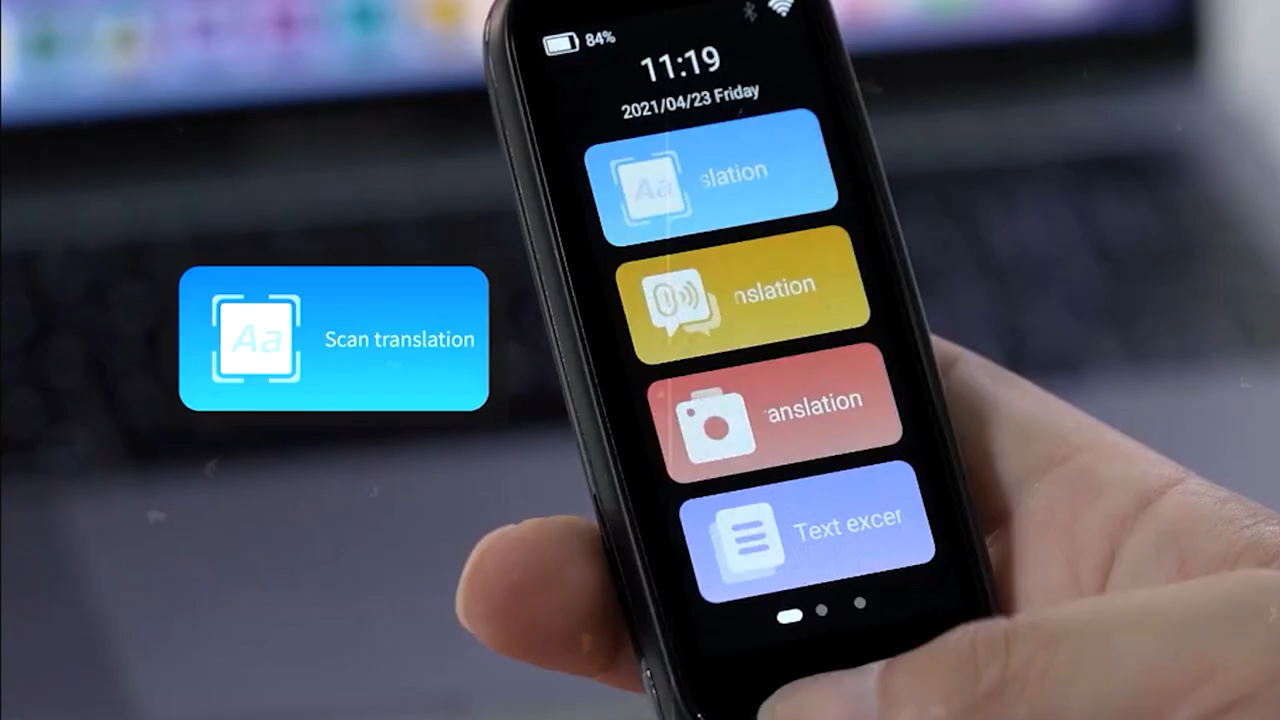 84%
11:19
2021/04/23 Friday
Aa
slation
nslation
anslation
Text excer
Aa
Scan translation